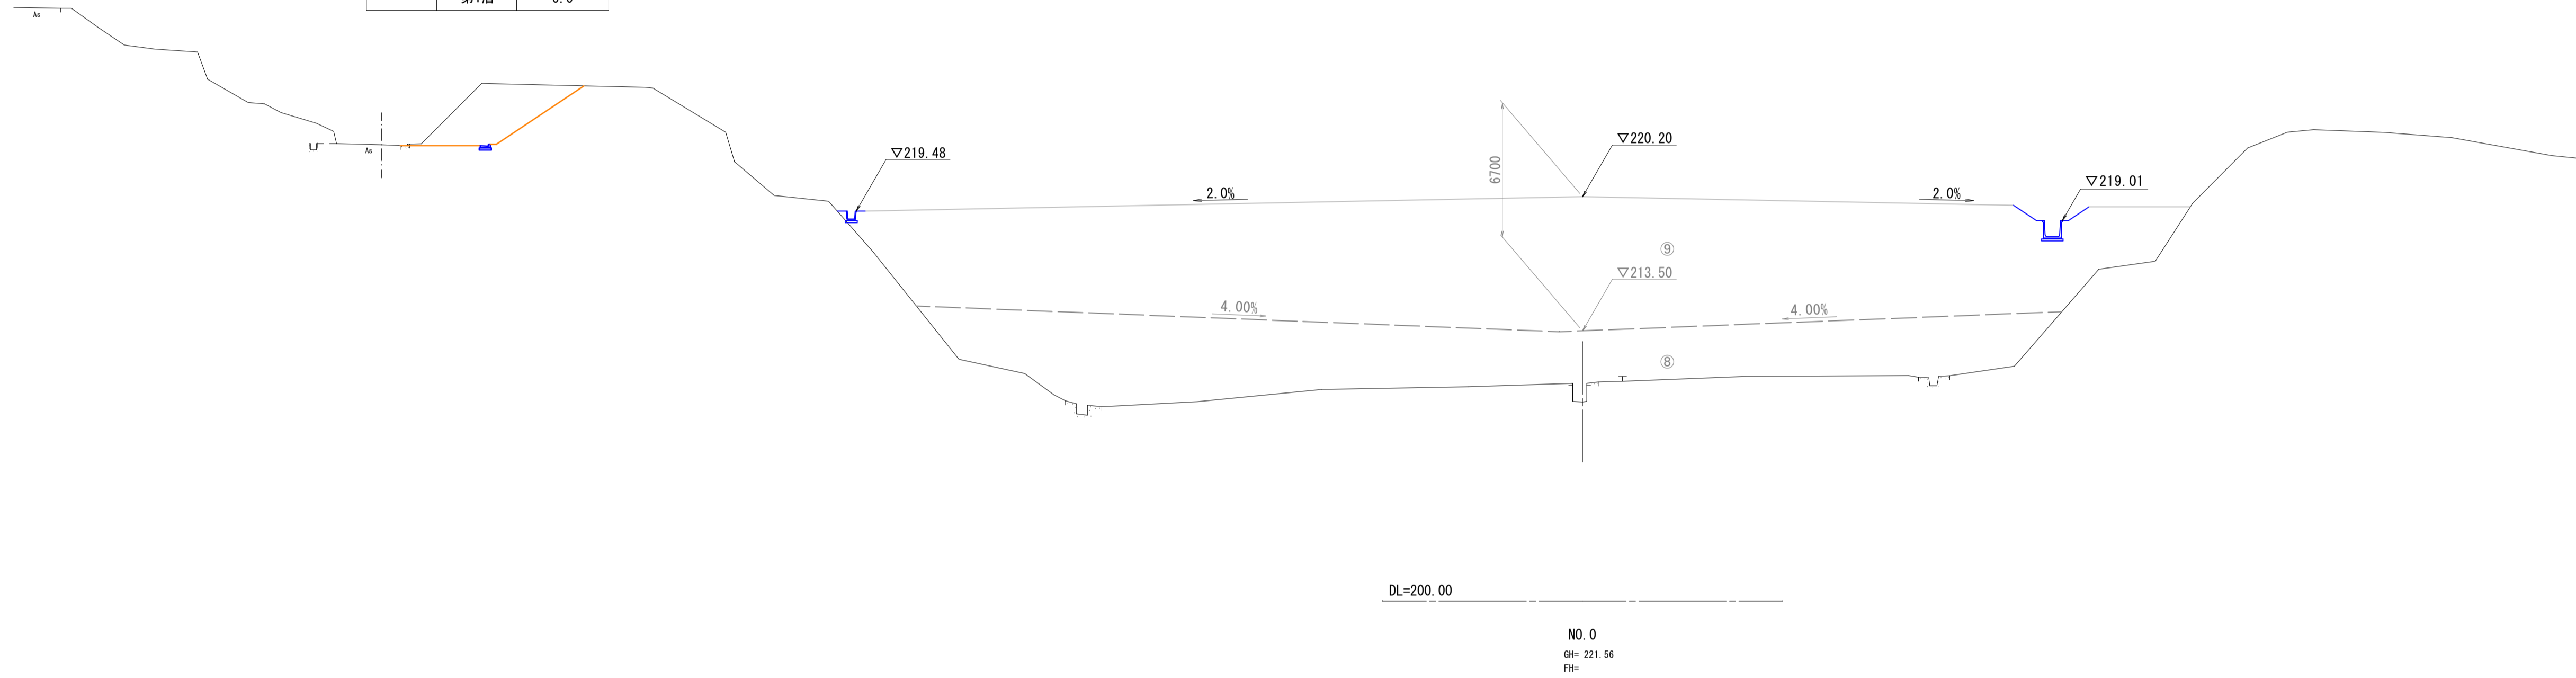 As
As
▽219.48
2.0%
6700
▽220.20
2.0%
▽219.01
⑨
▽213.50
4.00%
4.00%
⑧
DL=200.00
NO.0
GH= 221.56
FH=